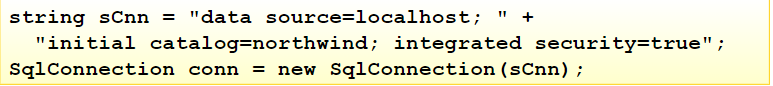 string sCnn = "data source=localhost; " +
"initial catalog=northwind; integrated security=true";
SqlConnection conn = new SqlConnection(sCnn);